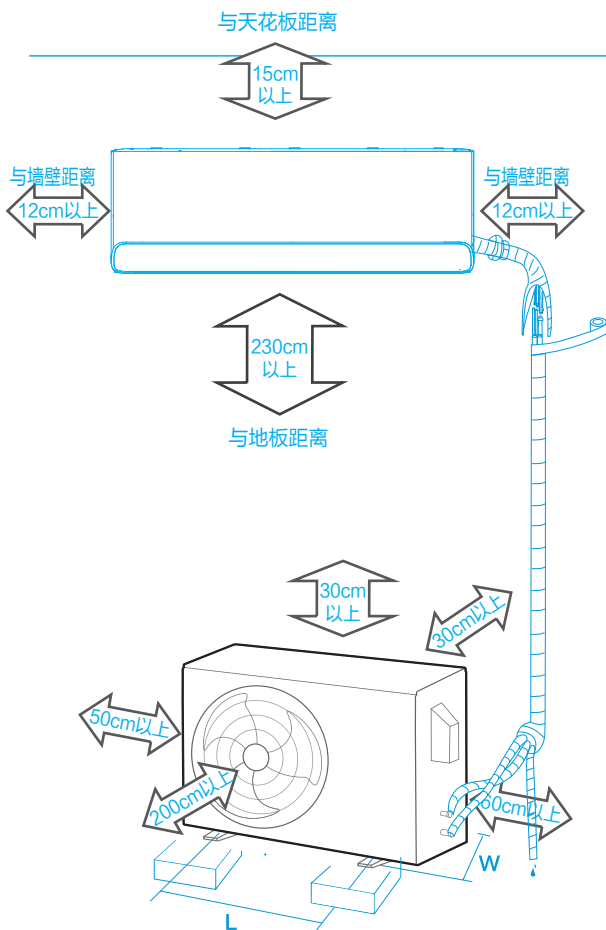 与天花板距离
15cm
以上
与墙壁距离
12cm以上
与墙壁距离
12cm以上
230cm
以上
与地板距离
30cm
以上
30cm以上
50cm以上
200cm以上
60cm以上
W
L